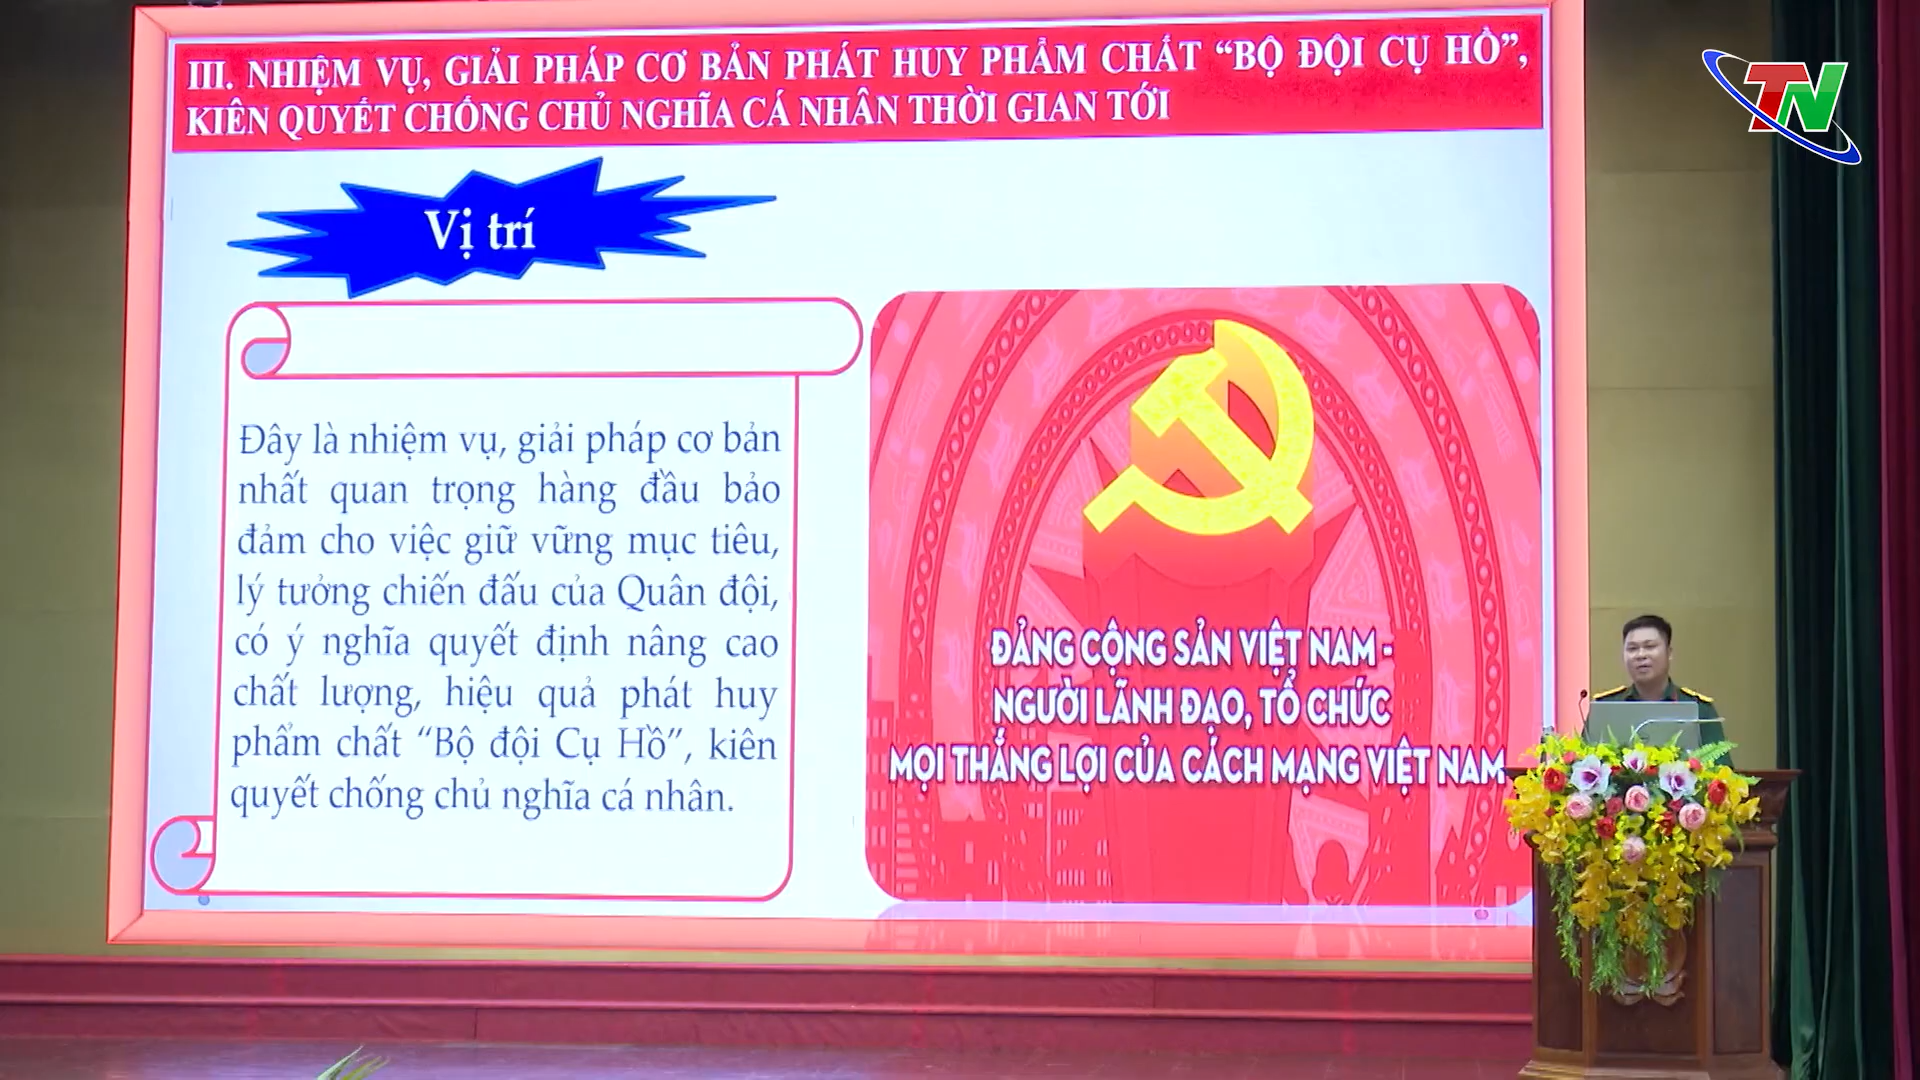 III. NHIỆM VỤ, GIẢI PHÁP CƠ BẢN PHÁT HUY PHẨM CHẤT “BỘ ĐỘI CỤ HỒ”,
KIÊN QUYẾT CHỐNG CHỦ NGHĨA CÁ NHÂN THỜI GIAN TỚI
TN
Vị trí
Đây là nhiệm vụ, giải pháp cơ bản
nhất quan trọng hàng đầu bảo
đảm cho việc giữ vững mục tiêu,
lý tưởng chiến đấu của Quân đội,
có ý nghĩa quyết định nâng cao
chất lượng, hiệu quả phát huy
phẩm chất “Bộ đội Cụ Hồ”, kiên
quyết chống chủ nghĩa cá nhân.
ĐẢNG CỘNG SẢN VIỆT NAM -
NGƯỜI LÃNH ĐẠO, TỔ CHỨC
MỌI THẮNG LỢI CỦA CÁCH MẠNG VIỆT NAM